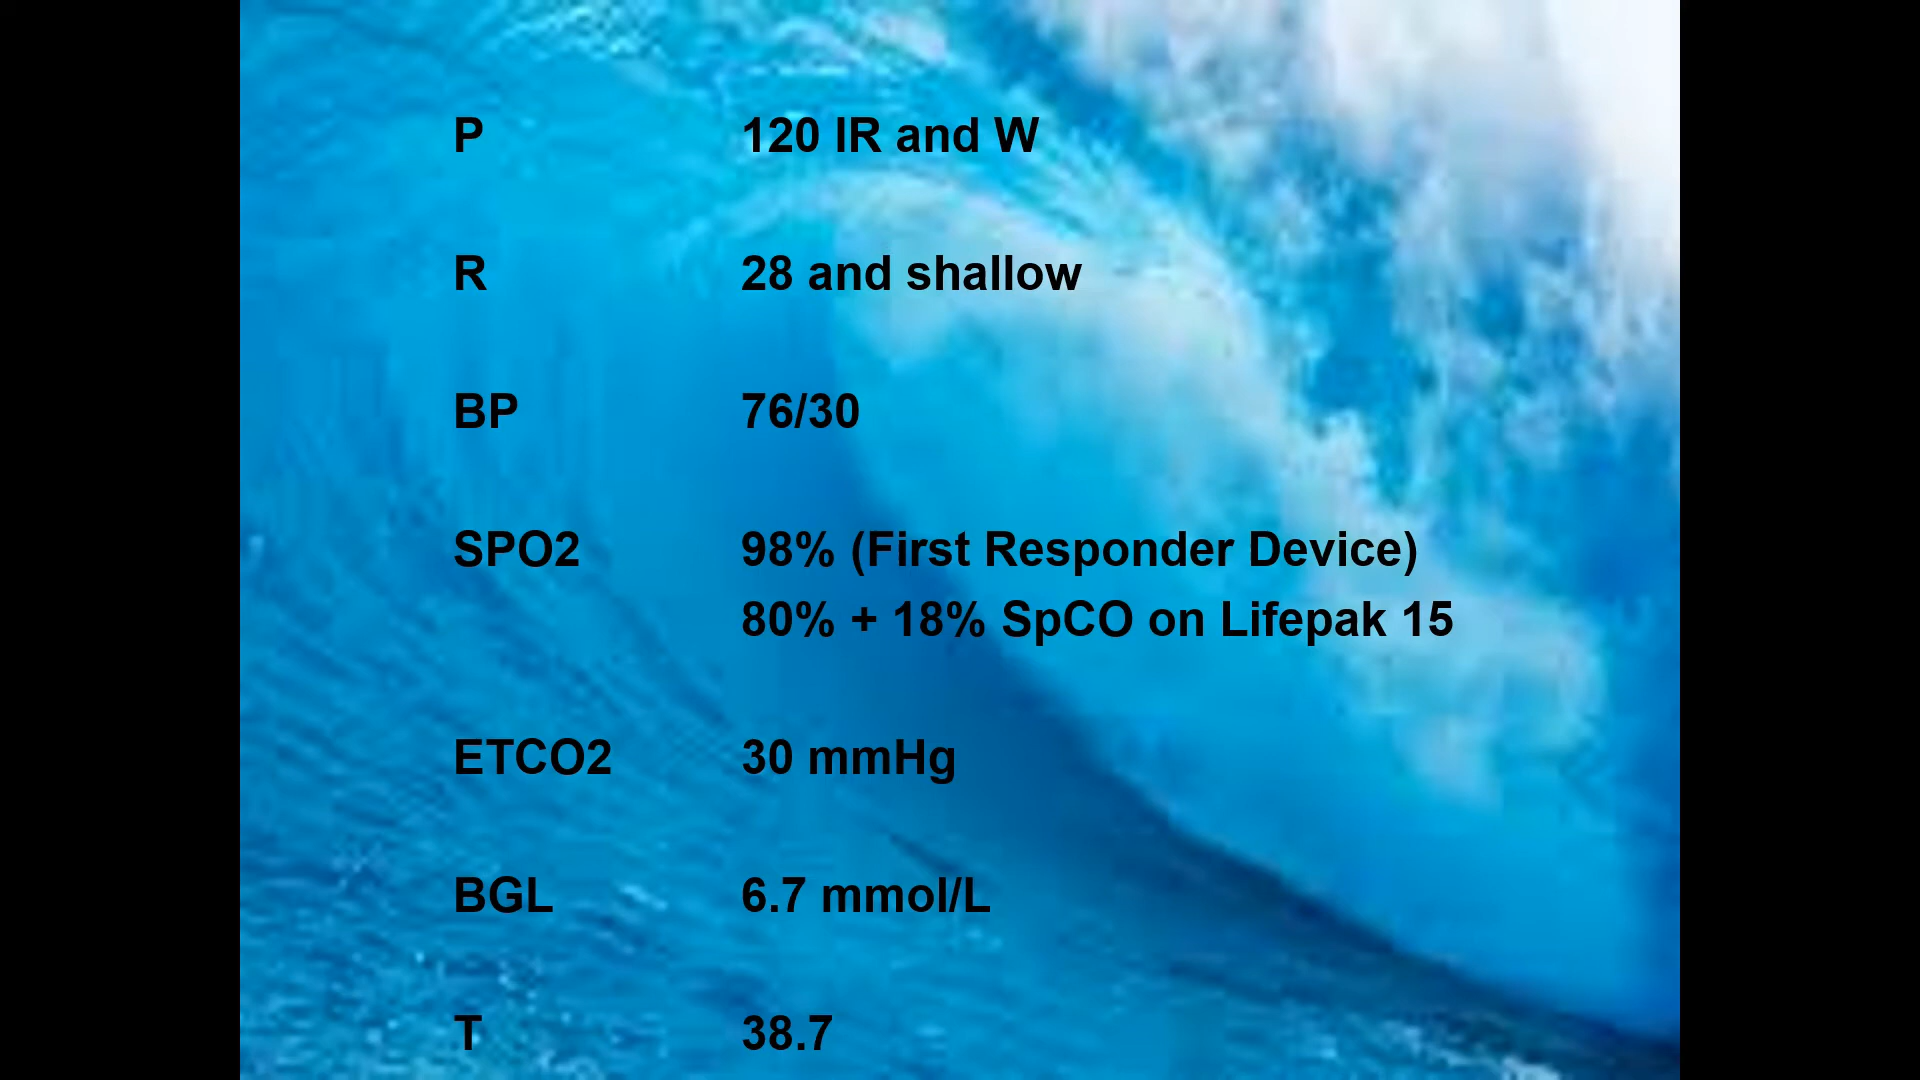 P 120 IR and W
R 28 and shallow
BP 76/30
SPO2 98% (First Responder Device)
80% + 18% SpCO on Lifepak 15
ETCO2 30 mmHg
BGL 6.7 mmol/L
T 38.7